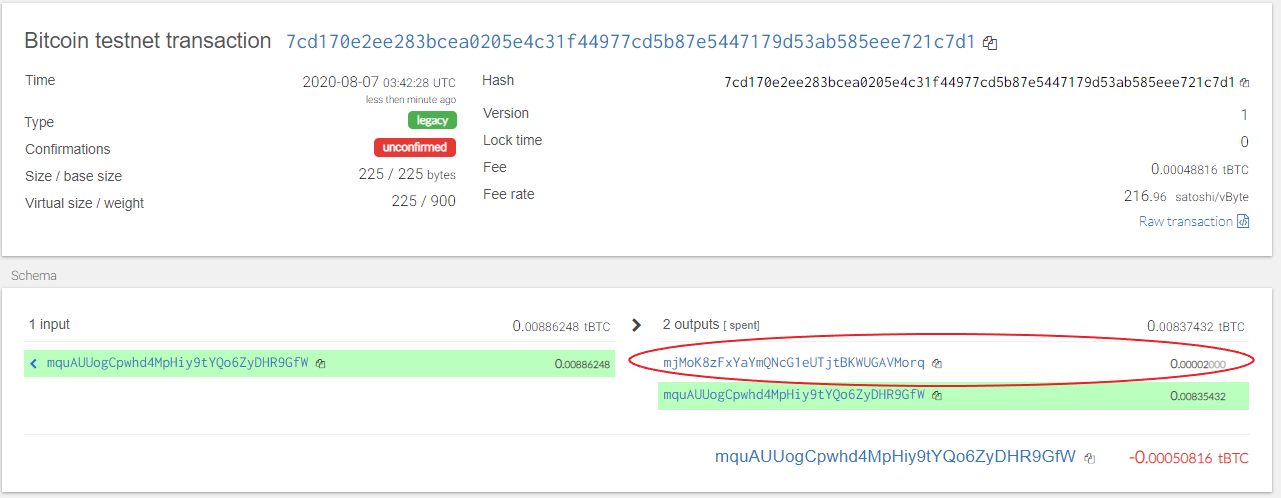 Bitcoin testnet transaction 7cd170e2ee283bcea0205e4c31f44977cd5b87e5447179d53ab585eee721c7d1
Time 2020-08-07 03:42:28 UTC
less then minute ago
Type legacy
Confirmations unconfirmed
Size / base size 225 / 225 bytes
Virtual size / weight 225 / 900
Hash 7cd170e2ee283bcea0205e4c31f44977cd5b87e5447179d53ab585eee721c7d1
Version 1
Lock time 0
Fee 0.00048816 tBTC
Fee rate 216.96 satoshi/vByte
Raw transaction
Schema
1 input 0.00886248 tBTC
2 outputs [ spent] 0.00837432 tBTC
mquAUUogCpwhd4MpHiy9tYQo6ZyDHR9GfW 0.00886248
mjMoK8zFxYaYmQNcG1eUTjtBKWUGAVMorq 0.00002000
mquAUUogCpwhd4MpHiy9tYQo6ZyDHR9GfW 0.00835432
mquAUUogCpwhd4MpHiy9tYQo6ZyDHR9GfW -0.00050816 tBTC